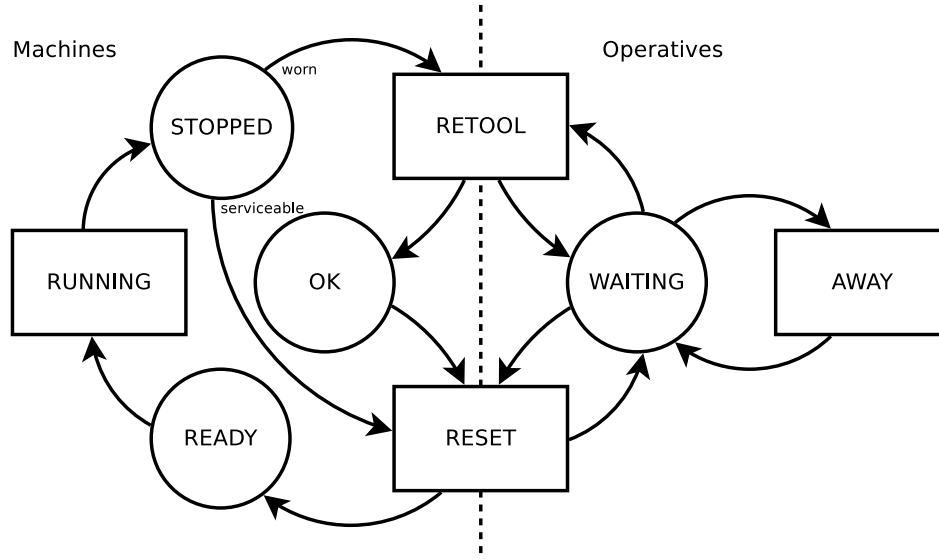 Machines
Operatives
worn
STOPPED
RETOOL
serviceable
RUNNING
OK
WAITING
AWAY
READY
RESET